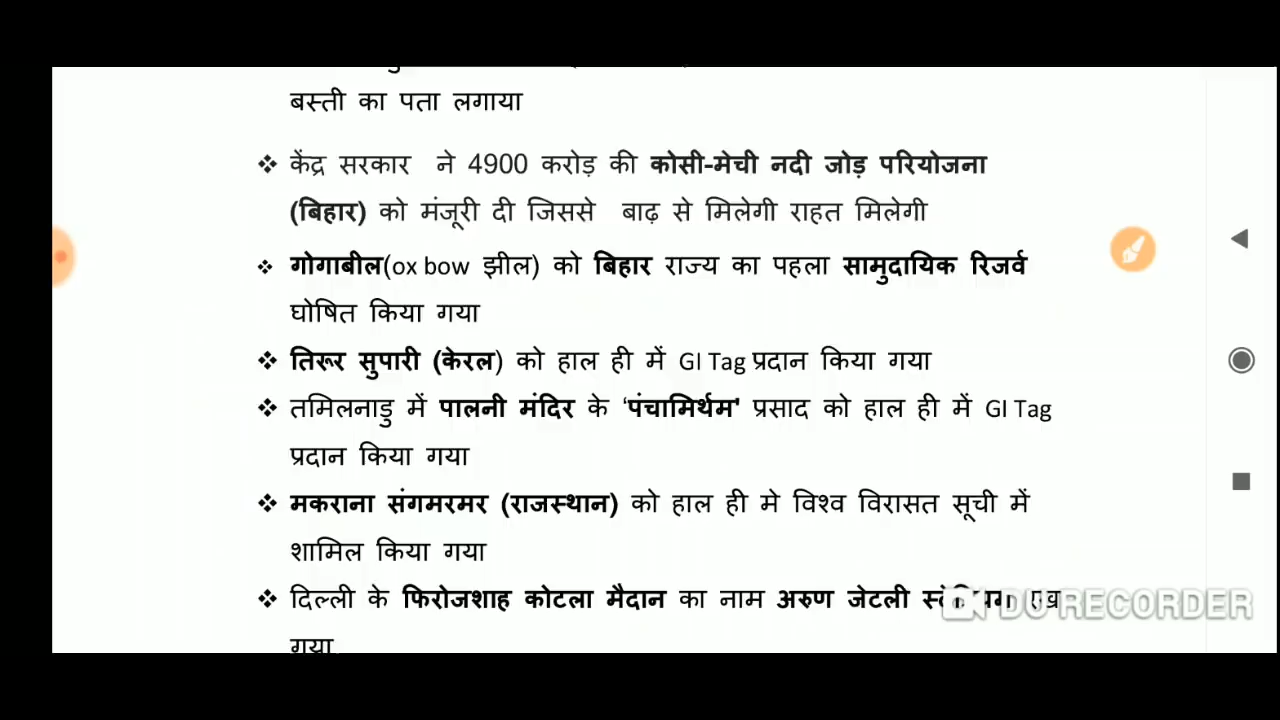 बस्ती का पता लगाया
❖ केंद्र सरकार ने 4900 करोड़ की कोसी-मेची नदी जोड़ परियोजना
(बिहार) को मंजूरी दी जिससे बाढ़ से मिलेगी राहत मिलेगी
❖ गोगाबील(ox bow झील) को बिहार राज्य का पहला सामुदायिक रिजर्व
घोषित किया गया
❖ तिरूर सुपारी (केरल) को हाल ही में GI Tag प्रदान किया गया
❖ तमिलनाडु में पालनी मंदिर के ‘पंचामिर्थम' प्रसाद को हाल ही में GI Tag
प्रदान किया गया
❖ मकराना संगमरमर (राजस्थान) को हाल ही मे विश्व विरासत सूची में
शामिल किया गया
❖ दिल्ली के फिरोजशाह कोटला मैदान का नाम अरुण जेटली
DU RECORDER
गया